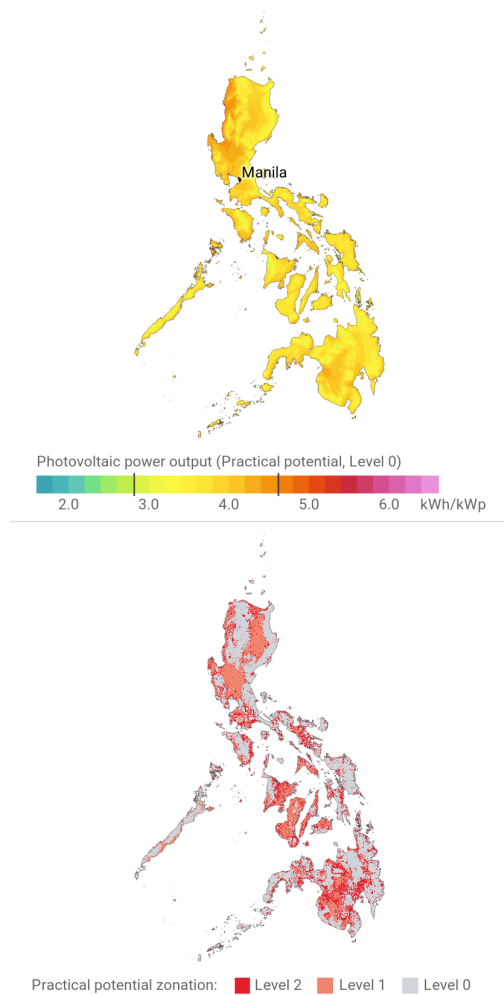 Manila
Photovoltaic power output (Practical potential, Level 0)
2.0 3.0 4.0 5.0 6.0 kWh/kWp
Practical potential zonation: Level 2 Level 1 Level 0